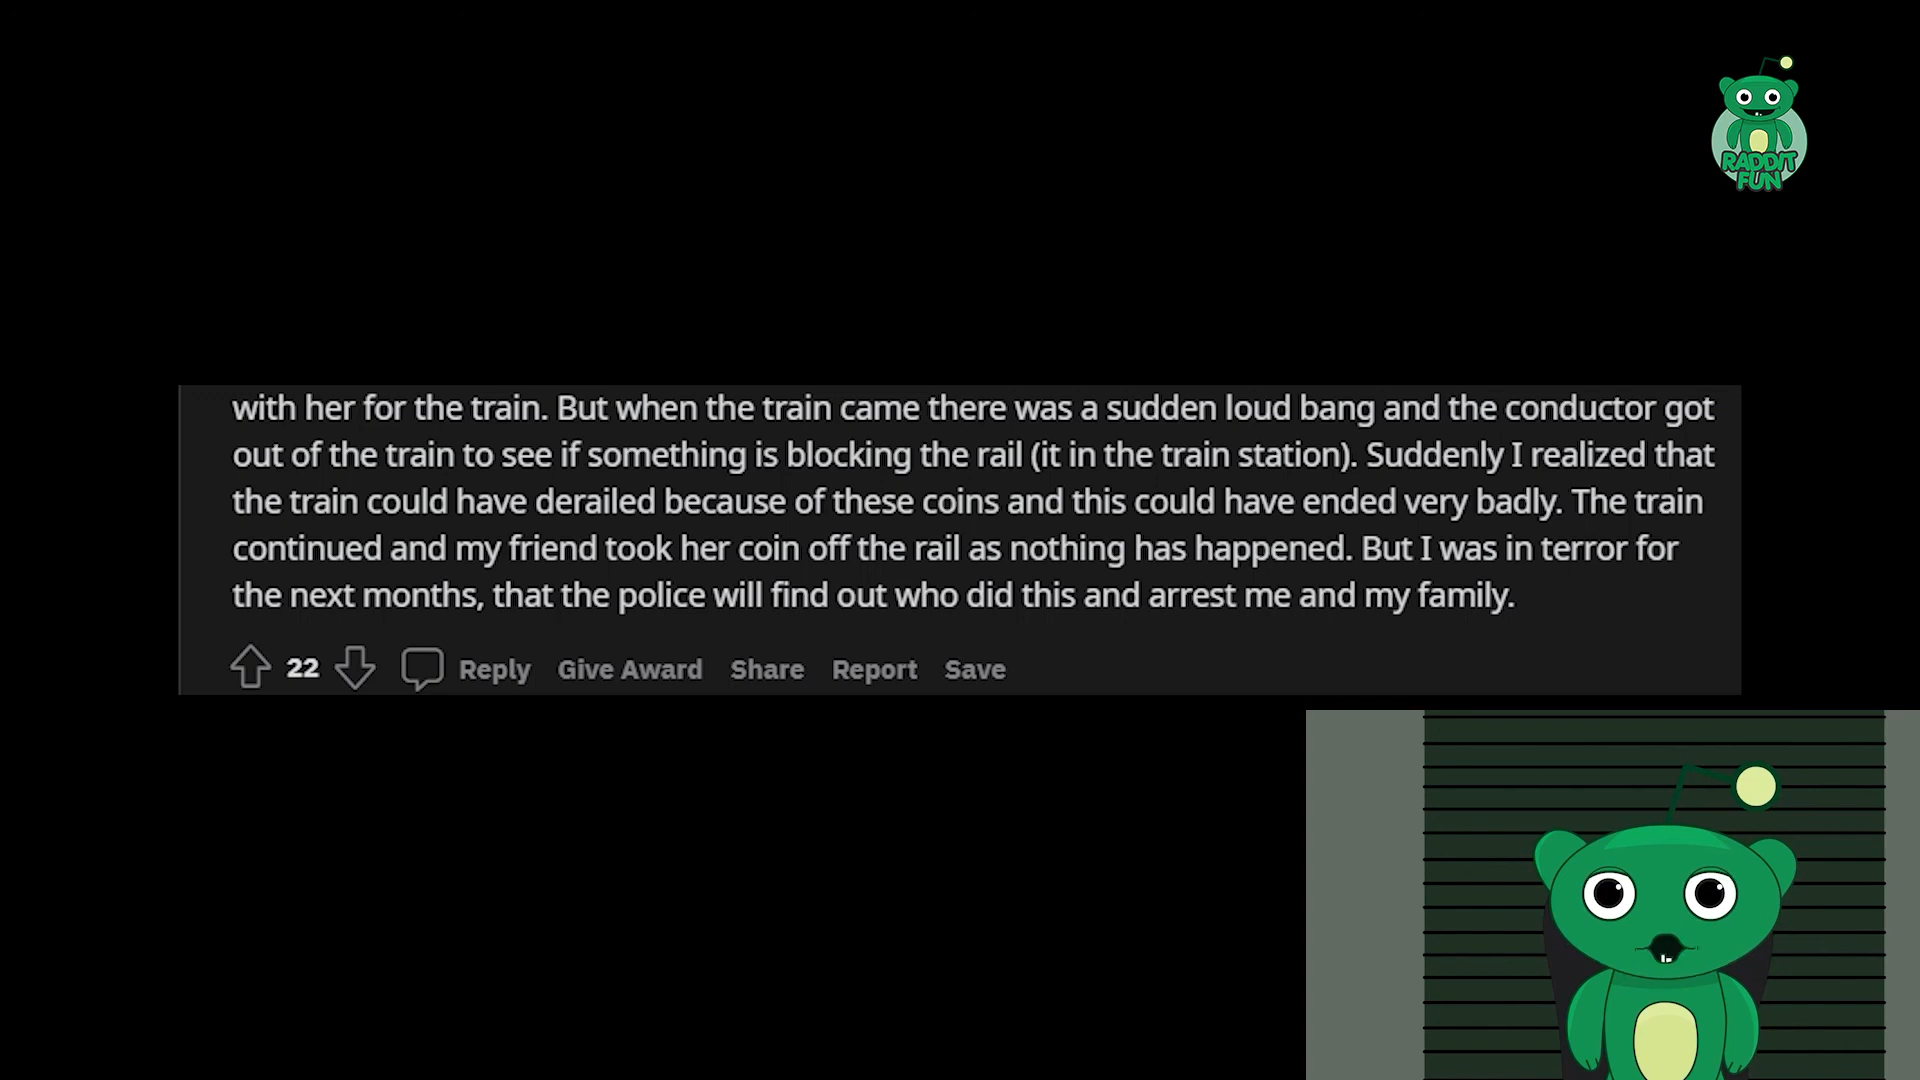 RADDIT
FUN
with her for the train. But when the train came there was a sudden loud bang and the conductor got
out of the train to see if something is blocking the rail (it in the train station). Suddenly I realized that
the train could have derailed because of these coins and this could have ended very badly. The train
continued and my friend took her coin off the rail as nothing has happened. But I was in terror for
the next months, that the police will find out who did this and arrest me and my family.
22 Reply Give Award Share Report Save